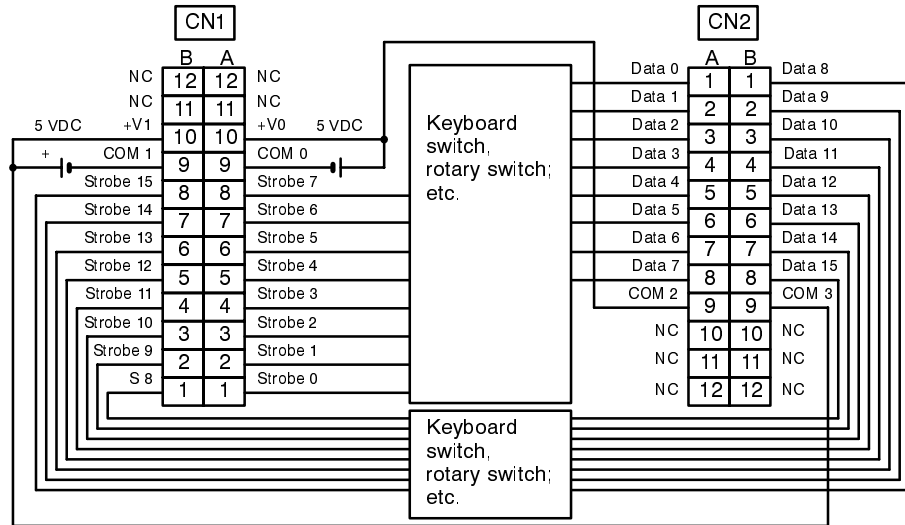 CN1
CN2
B A
A B
NC 12 12 NC
NC 11 11 NC
5 VDC +V1 10 10 +V0 5 VDC
+ COM 1 9 9 COM 0
Strobe 15 8 8 Strobe 7
Strobe 14 7 7 Strobe 6
Strobe 13 6 6 Strobe 5
Strobe 12 5 5 Strobe 4
Strobe 11 4 4 Strobe 3
Strobe 10 3 3 Strobe 2
Strobe 9 2 2 Strobe 1
S 8 1 1 Strobe 0
Keyboard
switch,
rotary switch;
etc.
Data 0 1 1 Data 8
Data 1 2 2 Data 9
Data 2 3 3 Data 10
Data 3 4 4 Data 11
Data 4 5 5 Data 12
Data 5 6 6 Data 13
Data 6 7 7 Data 14
Data 7 8 8 Data 15
COM 2 9 9 COM 3
NC 10 10 NC
NC 11 11 NC
NC 12 12 NC
Keyboard
switch,
rotary switch;
etc.